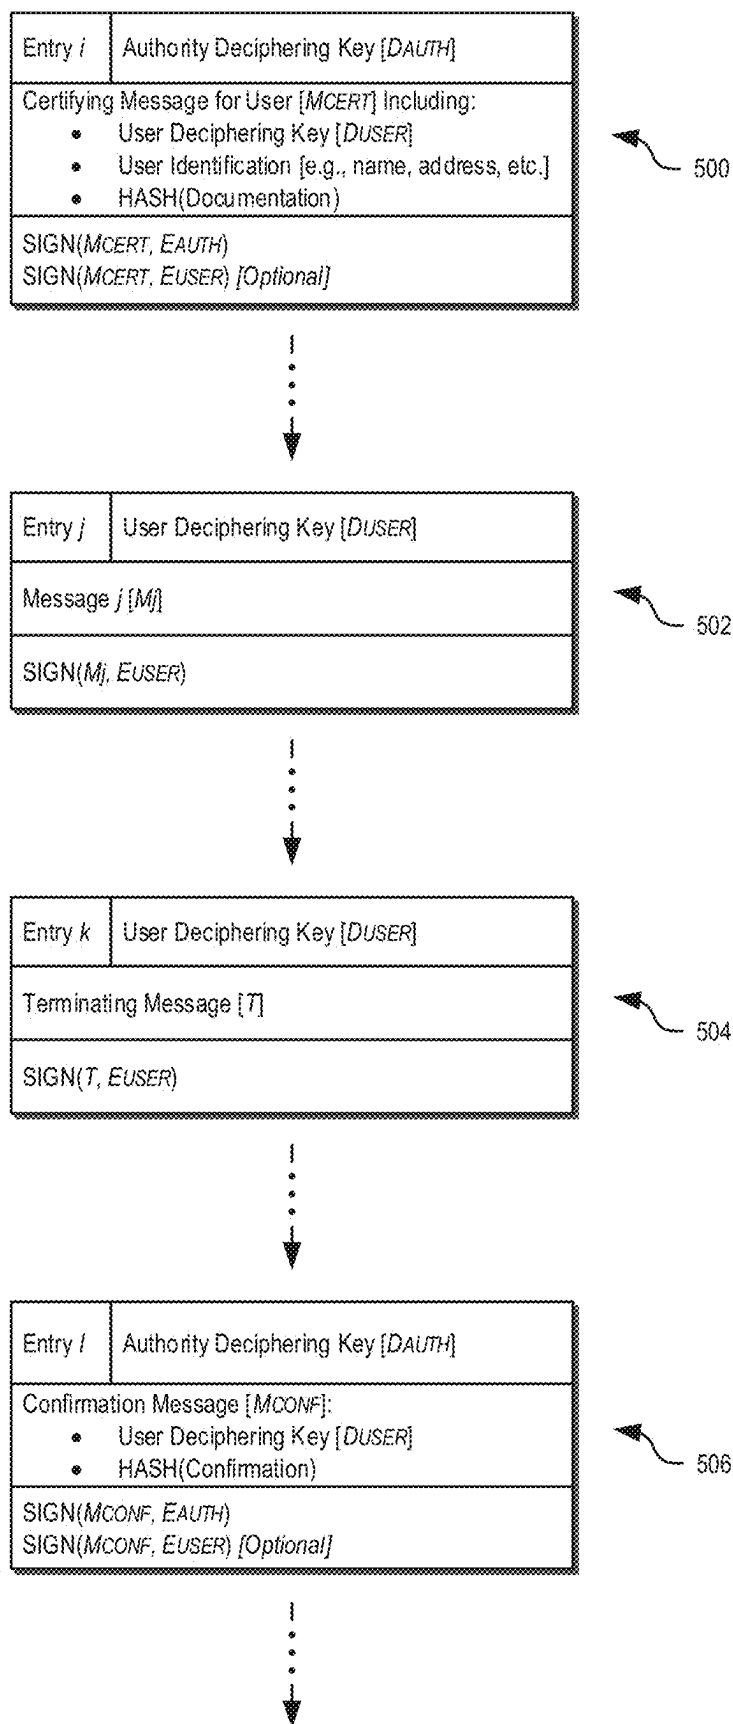 Entry i Authority Deciphering Key [DAUTH]
Certifying Message for User [MCERT] Including:
• User Deciphering Key [DUSER]
• User Identification [e.g., name, address, etc.]
• HASH(Documentation)
500
SIGN(MCERT, EAUTH)
SIGN(MCERT, EUSER) [Optional]
Entry j User Deciphering Key [DUSER]
Message j [Mj]
502
SIGN(Mj, EUSER)
Entry k User Deciphering Key [DUSER]
Terminating Message [T]
504
SIGN(T, EUSER)
Entry l Authority Deciphering Key [DAUTH]
Confirmation Message [MCONF]:
• User Deciphering Key [DUSER]
• HASH(Confirmation)
506
SIGN(MCONF, EAUTH)
SIGN(MCONF, EUSER) [Optional]